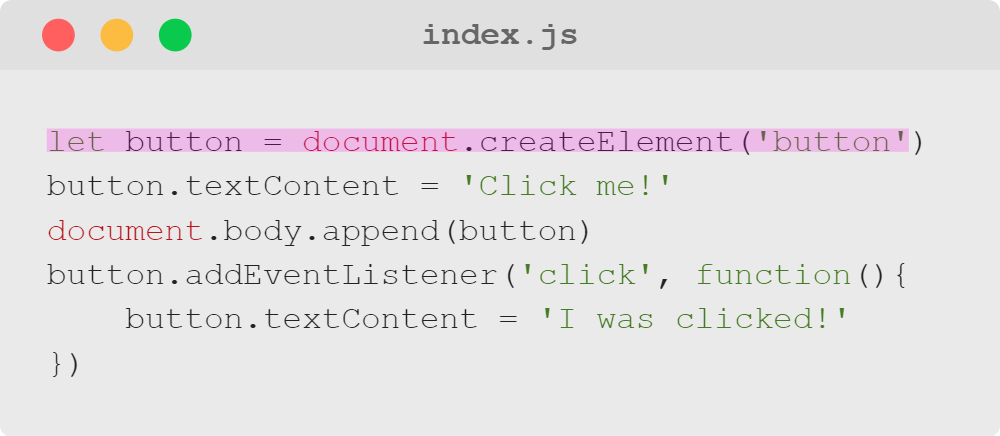 index.js
let button = document.createElement('button')
button.textContent = 'Click me!'
document.body.append(button)
button.addEventListener('click', function(){
    button.textContent = 'I was clicked!'
})